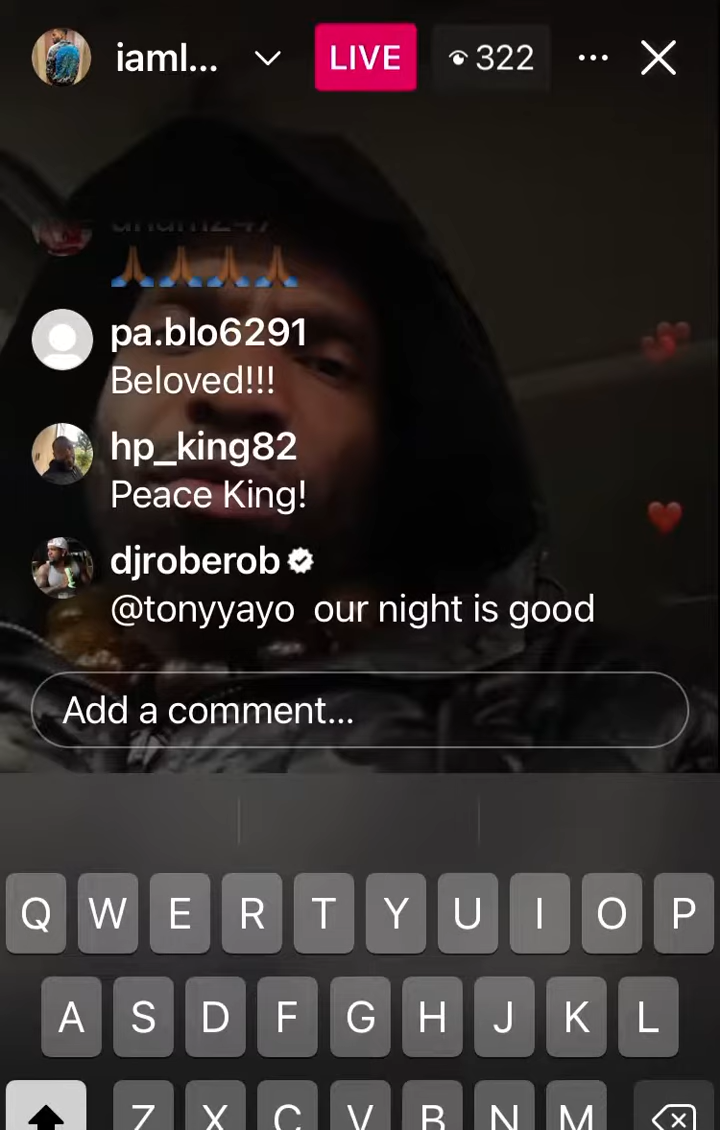 iaml...
LIVE
322
pa.blo6291
Beloved!!!
hp_king82
Peace King!
djroberob
@tonyyayo our night is good
Add a comment...
Q W E R T Y U I O P
A S D F G H J K L
Z X C V B N M